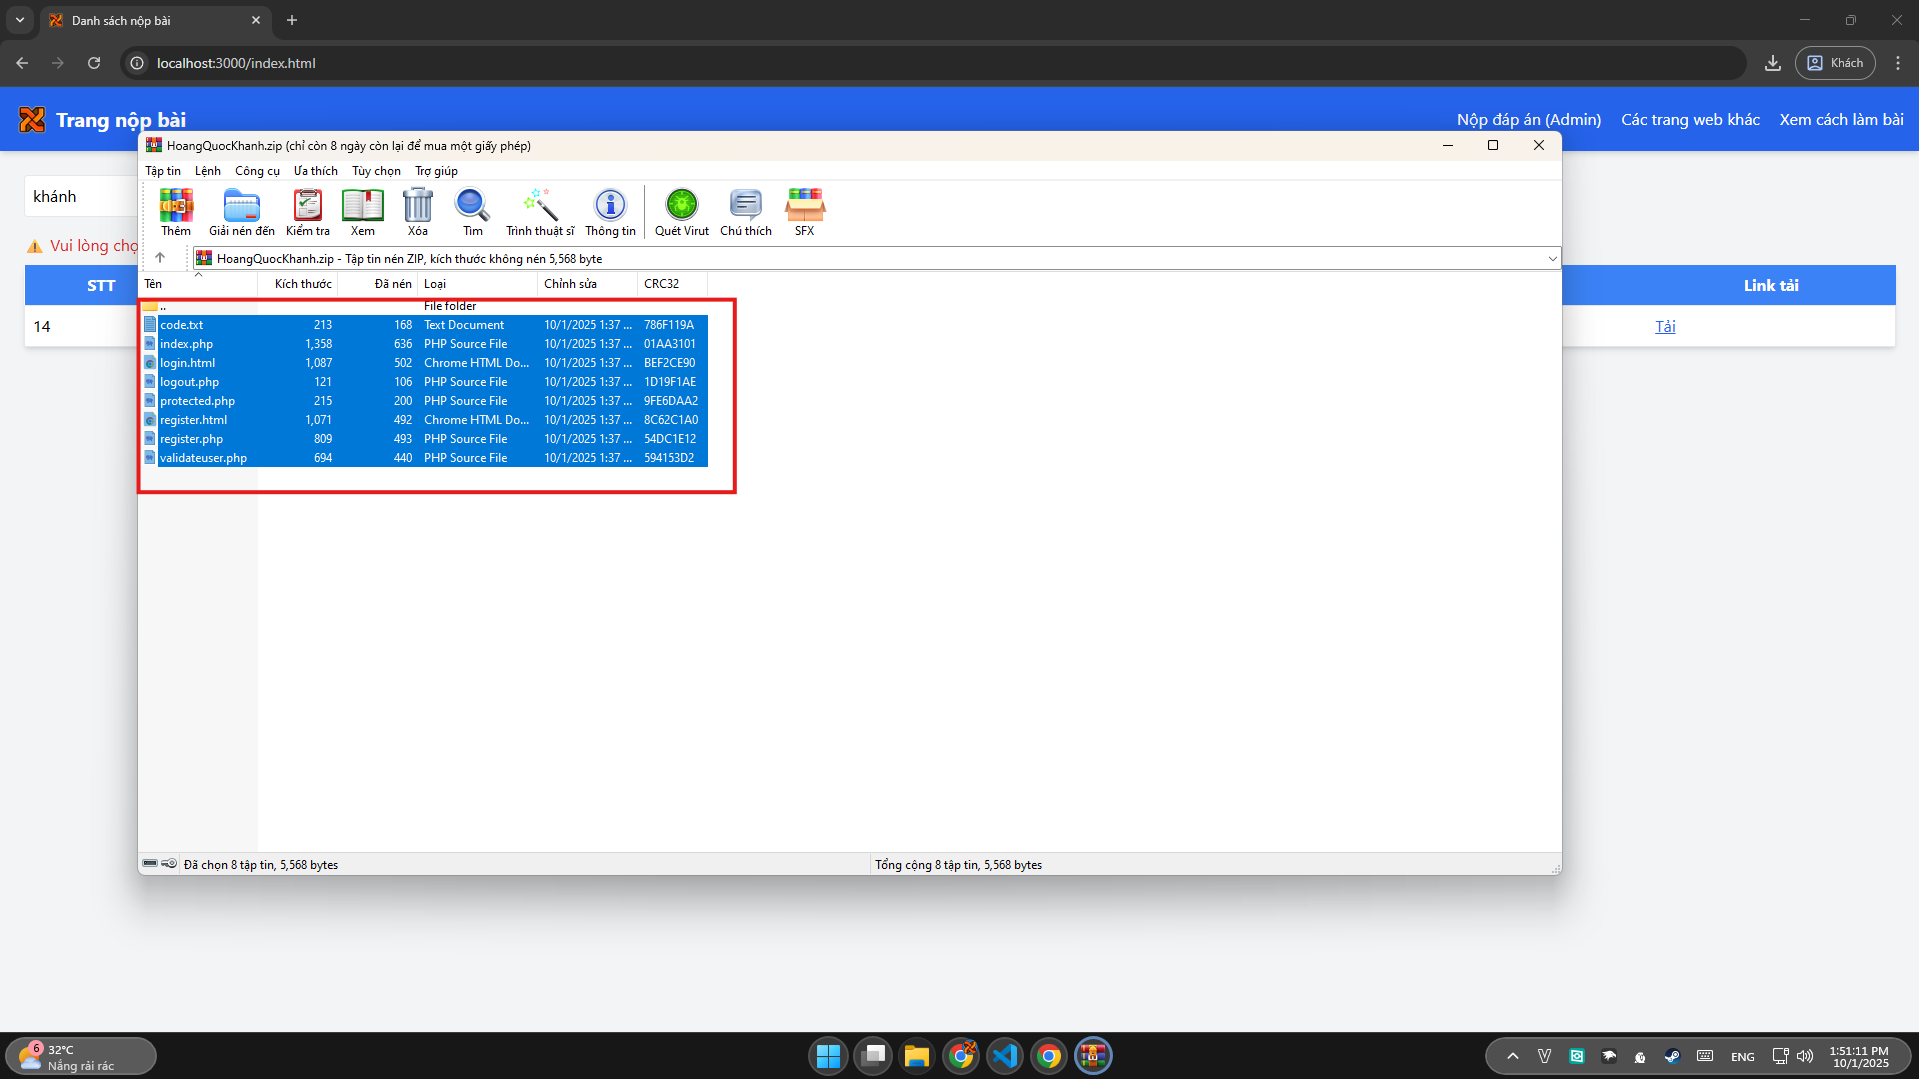 Danh sách nộp bài
localhost:3000/index.html
Khách
Trang nộp bài
Nộp đáp án (Admin)
Các trang web khác
Xem cách làm bài
HoangQuocKhanh.zip (chỉ còn 8 ngày còn lại để mua một giấy phép)
Tập tin Lệnh Công cụ Ưa thích Tùy chọn Trợ giúp
khánh
Thêm Giải nén đến Kiểm tra Xem Xóa Tìm Trình thuật sĩ Thông tin Quét Virut Chú thích SFX
Vui lòng chọ
HoangQuocKhanh.zip - Tập tin nén ZIP, kích thước không nén 5,568 byte
STT
Link tải
Tên Kích thước Đã nén Loại Chỉnh sửa CRC32
.. File folder
14
Tải
code.txt 213 168 Text Document 10/1/2025 1:37 ... 786F119A
index.php 1,358 636 PHP Source File 10/1/2025 1:37 ... 01AA3101
login.html 1,087 502 Chrome HTML Do... 10/1/2025 1:37 ... BEF2CE90
logout.php 121 106 PHP Source File 10/1/2025 1:37 ... 1D19F1AE
protected.php 215 200 PHP Source File 10/1/2025 1:37 ... 9FE6DAA2
register.html 1,071 492 Chrome HTML Do... 10/1/2025 1:37 ... 8C62C1A0
register.php 809 493 PHP Source File 10/1/2025 1:37 ... 54DC1E12
validateuser.php 694 440 PHP Source File 10/1/2025 1:37 ... 594153D2
Đã chọn 8 tập tin, 5,568 bytes
Tổng cộng 8 tập tin, 5,568 bytes
6
32°C
Nắng rải rác
ENG
1:51:11 PM
10/1/2025